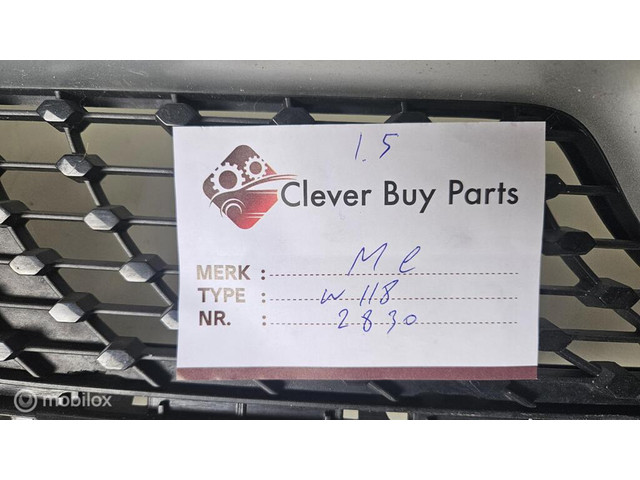 1.5
Clever Buy Parts
MERK : Me
TYPE : W 118
NR. : 2830
mobilox